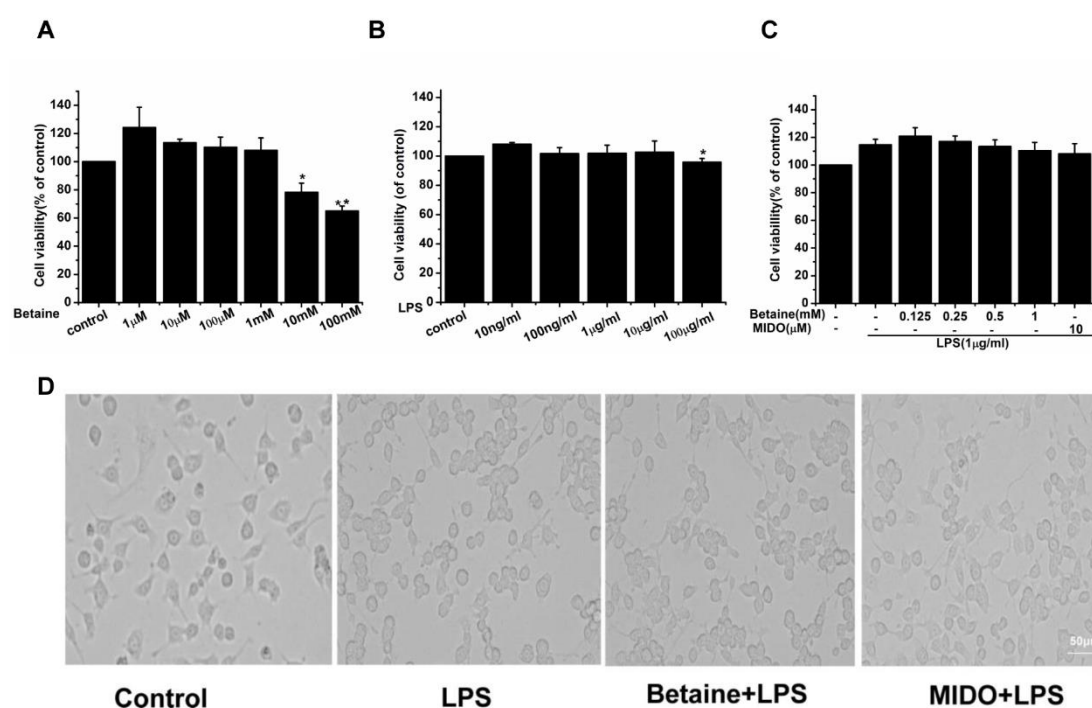 A
B
C
Cell viability(% of control)
140
120
100
80
60
40
20
0
Betaine
control
1μM
10μM
100μM
1mM
10mM
100mM
*
**
Cell viability (of control)
140
120
100
80
60
40
20
0
LPS
control
10ng/ml
100ng/ml
1μg/ml
10μg/ml
100μg/ml
*
Cell viability(% of control)
140
120
100
80
60
40
20
0
Betaine(mM) - - 0.125 0.25 0.5 1 -
MIDO(μM) - - - - - - 10
LPS(1μg/ml)
D
50μ
Control
LPS
Betaine+LPS
MIDO+LPS